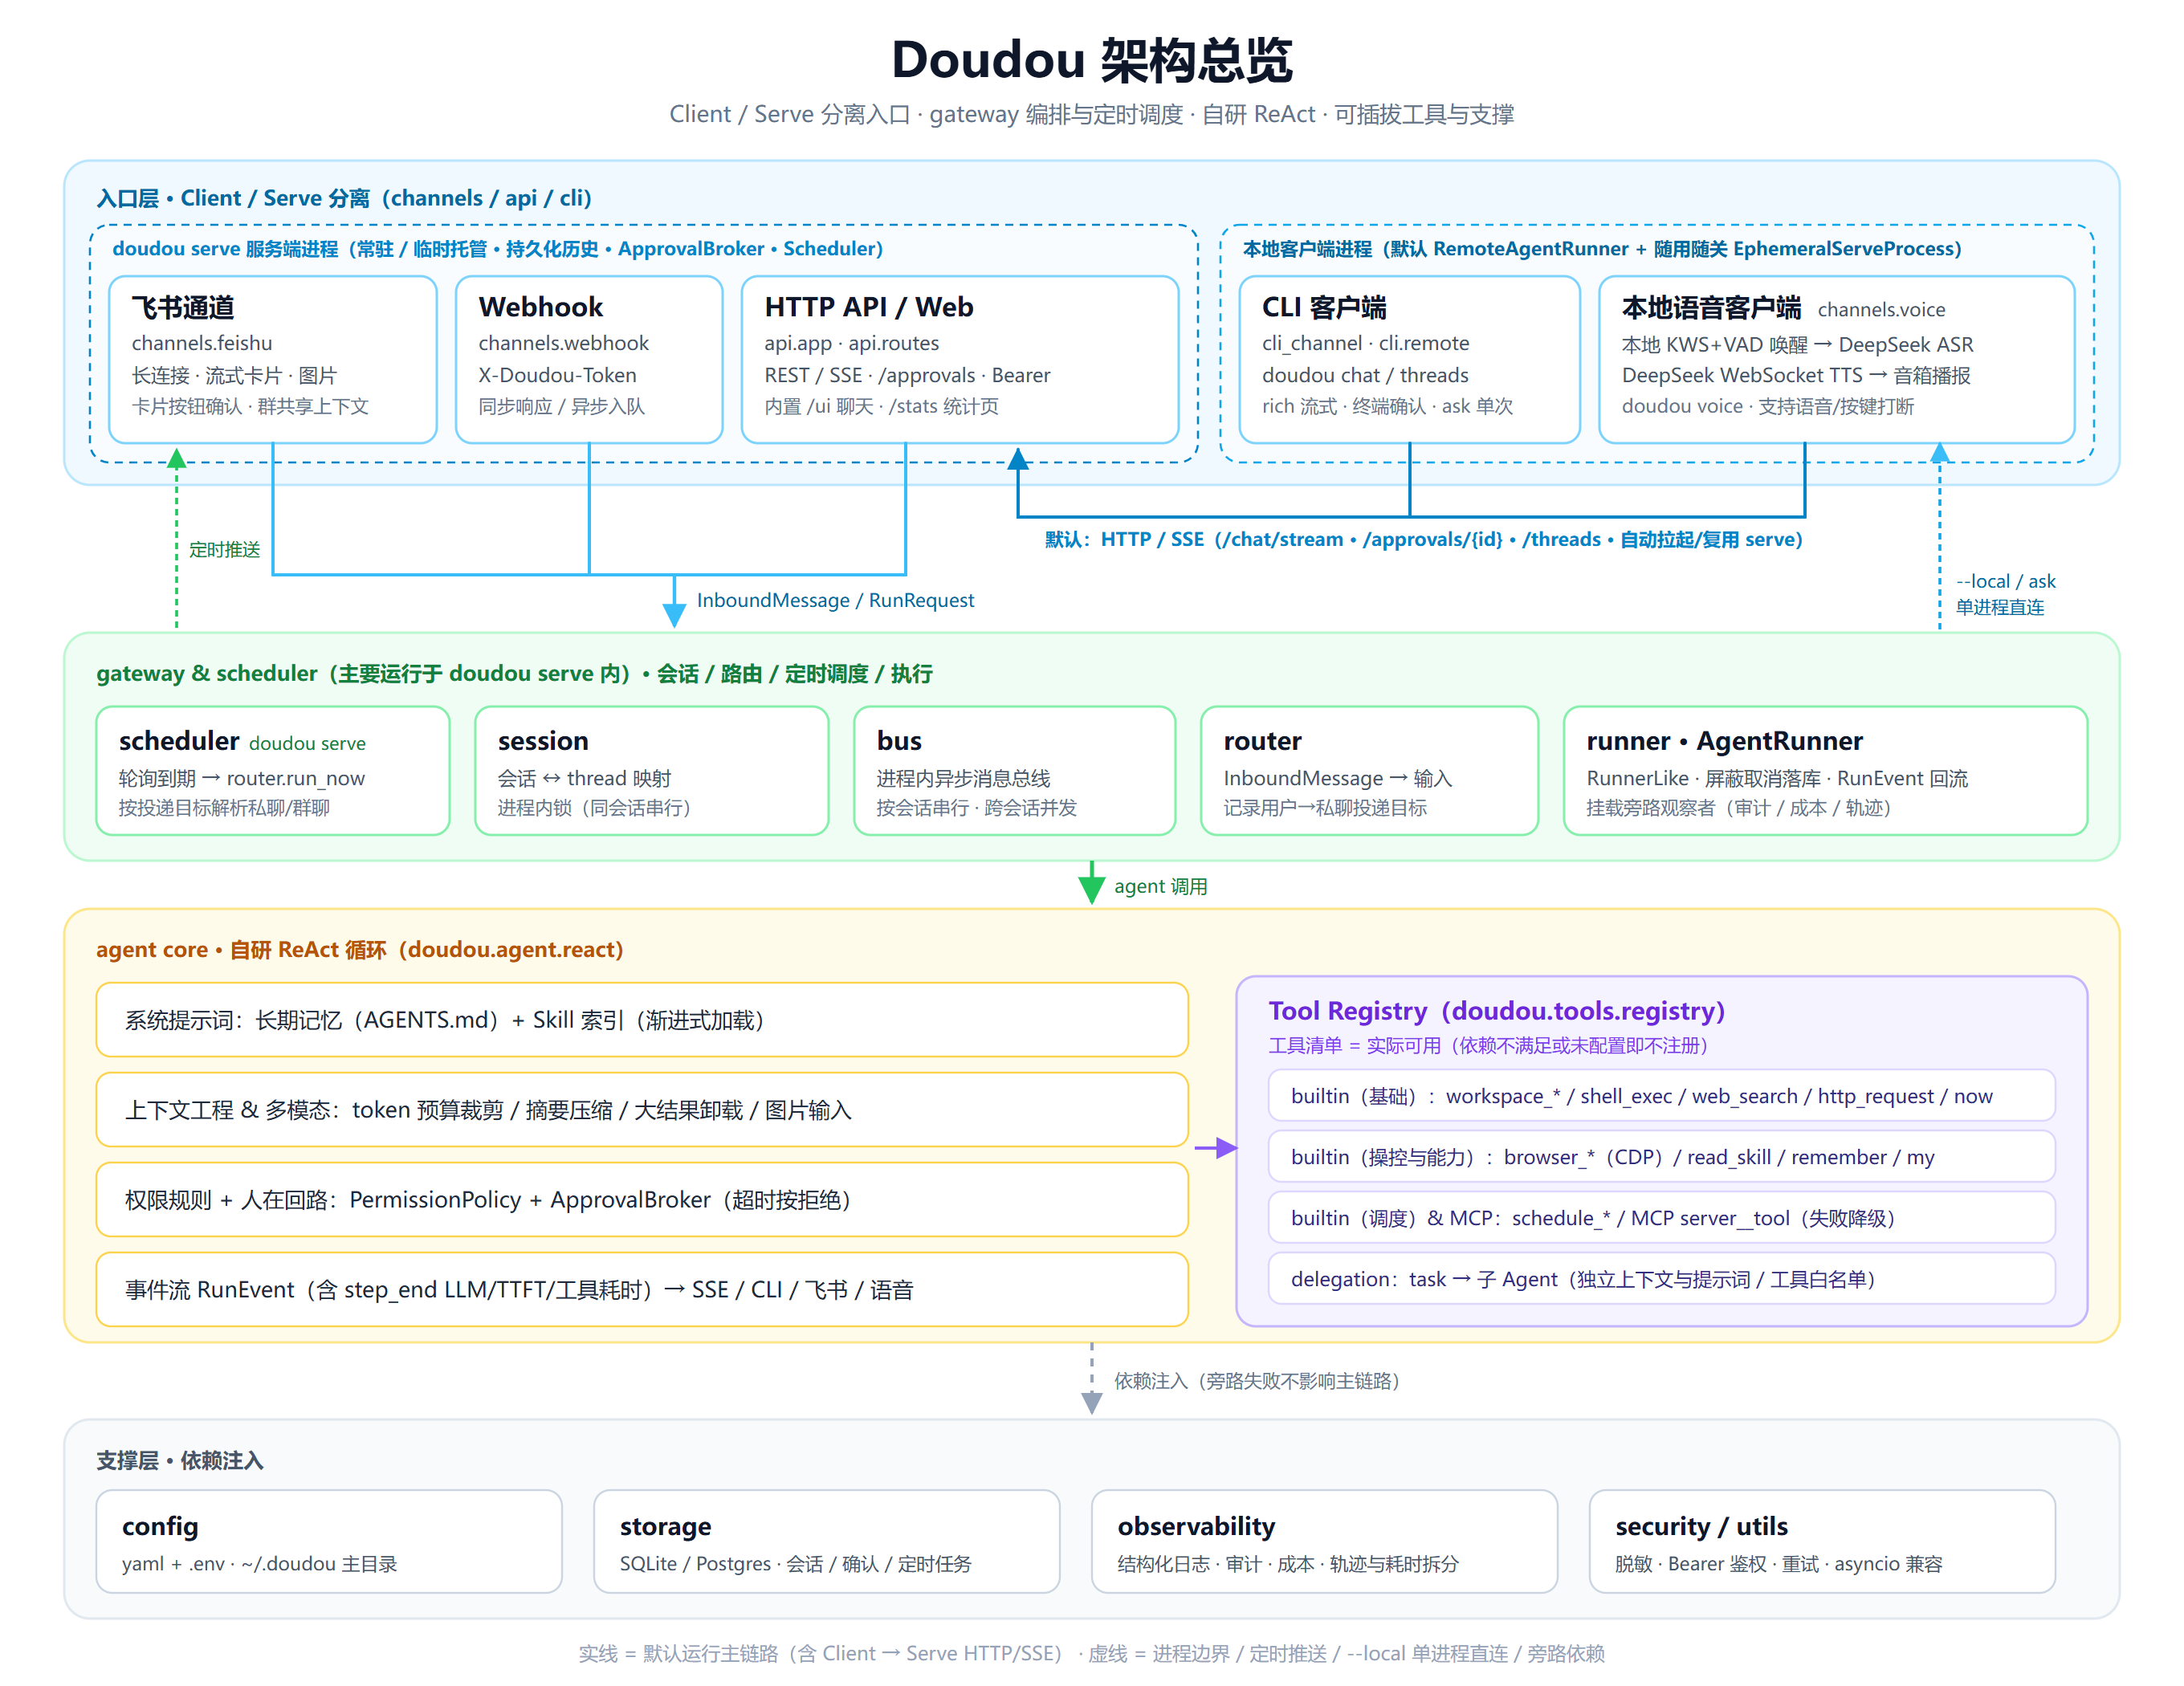 Doudou 架构总览
Client / Serve 分离入口 · gateway 编排与定时调度 · 自研 ReAct · 可插拔工具与支撑
入口层 • Client / Serve 分离（channels / api / cli）
doudou serve 服务端进程（常驻 / 临时托管 • 持久化历史 • ApprovalBroker • Scheduler）
飞书通道
channels.feishu
长连接 · 流式卡片 · 图片
卡片按钮确认 · 群共享上下文
Webhook
channels.webhook
X-Doudou-Token
同步响应 / 异步入队
HTTP API / Web
api.app · api.routes
REST / SSE · /approvals · Bearer
内置 /ui 聊天 · /stats 统计页
本地客户端进程（默认 RemoteAgentRunner + 随用随关 EphemeralServeProcess）
CLI 客户端
cli_channel · cli.remote
doudou chat / threads
rich 流式 · 终端确认 · ask 单次
本地语音客户端 channels.voice
本地 KWS+VAD 唤醒 → DeepSeek ASR
DeepSeek WebSocket TTS → 音箱播报
doudou voice · 支持语音/按键打断
定时推送
默认：HTTP / SSE（/chat/stream • /approvals/{id} • /threads • 自动拉起/复用 serve）
InboundMessage / RunRequest
--local / ask
单进程直连
gateway & scheduler（主要运行于 doudou serve 内）• 会话 / 路由 / 定时调度 / 执行
scheduler doudou serve
轮询到期 → router.run_now
按投递目标解析私聊/群聊
session
会话 ↔ thread 映射
进程内锁（同会话串行）
bus
进程内异步消息总线
按会话串行 · 跨会话并发
router
InboundMessage → 输入
记录用户→私聊投递目标
runner • AgentRunner
RunnerLike · 屏蔽取消落库 · RunEvent 回流
挂载旁路观察者（审计 / 成本 / 轨迹）
agent 调用
agent core • 自研 ReAct 循环（doudou.agent.react）
系统提示词：长期记忆（AGENTS.md）+ Skill 索引（渐进式加载）
上下文工程 & 多模态：token 预算裁剪 / 摘要压缩 / 大结果卸载 / 图片输入
权限规则 + 人在回路：PermissionPolicy + ApprovalBroker（超时按拒绝）
事件流 RunEvent（含 step_end LLM/TTFT/工具耗时）→ SSE / CLI / 飞书 / 语音
Tool Registry（doudou.tools.registry）
工具清单 = 实际可用（依赖不满足或未配置即不注册）
builtin（基础）：workspace_* / shell_exec / web_search / http_request / now
builtin（操控与能力）：browser_*（CDP）/ read_skill / remember / my
builtin（调度）& MCP：schedule_* / MCP server__tool（失败降级）
delegation：task → 子 Agent（独立上下文与提示词 / 工具白名单）
依赖注入（旁路失败不影响主链路）
支撑层 • 依赖注入
config
yaml + .env · ~/.doudou 主目录
storage
SQLite / Postgres · 会话 / 确认 / 定时任务
observability
结构化日志 · 审计 · 成本 · 轨迹与耗时拆分
security / utils
脱敏 · Bearer 鉴权 · 重试 · asyncio 兼容
实线 = 默认运行主链路（含 Client → Serve HTTP/SSE） · 虚线 = 进程边界 / 定时推送 / --local 单进程直连 / 旁路依赖